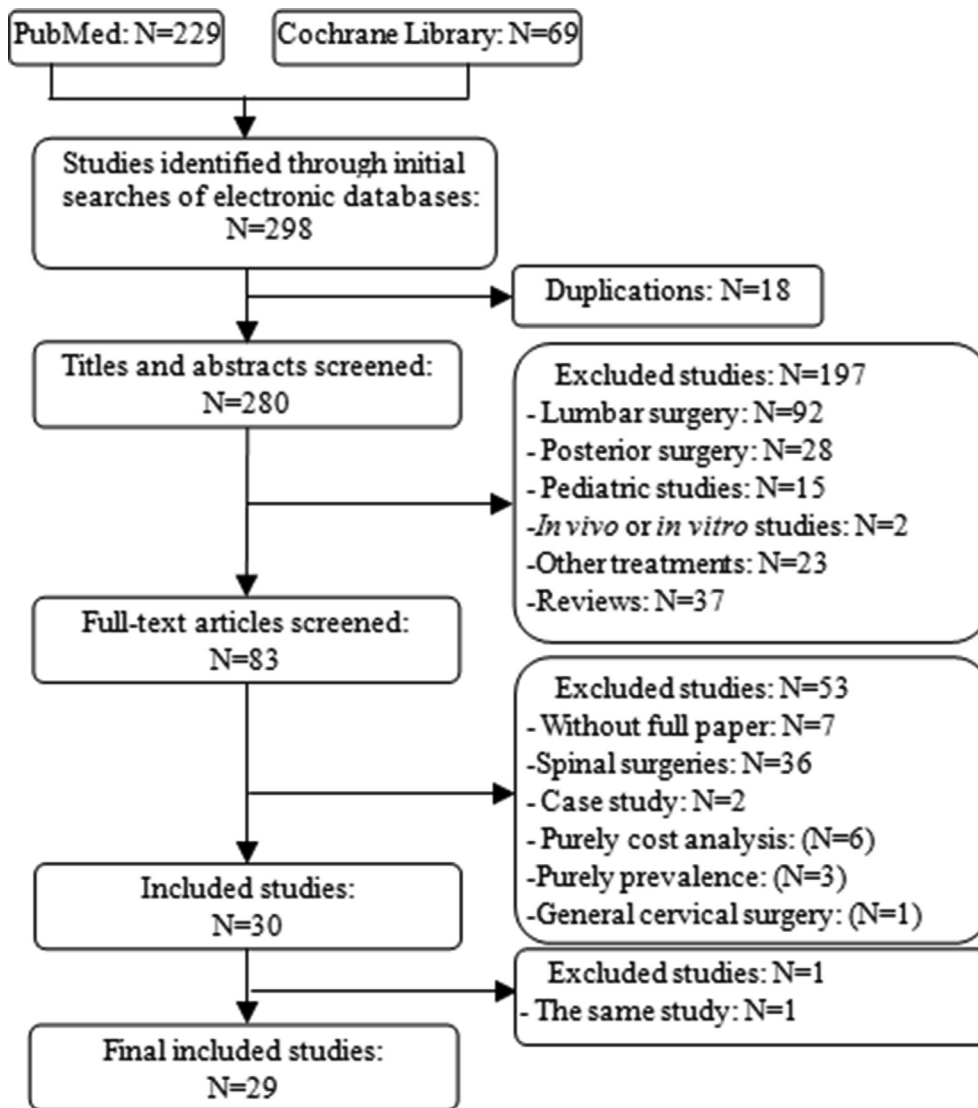 PubMed: N=229
Cochrane Library: N=69
Studies identified through initial
searches of electronic databases:
N=298
Duplications: N=18
Titles and abstracts screened:
N=280
Excluded studies: N=197
- Lumbar surgery: N=92
- Posterior surgery: N=28
- Pediatric studies: N=15
-In vivo or in vitro studies: N=2
-Other treatments: N=23
-Reviews: N=37
Full-text articles screened:
N=83
Excluded studies: N=53
- Without full paper: N=7
-Spinal surgeries: N=36
- Case study: N=2
- Purely cost analysis: (N=6)
-Purely prevalence: (N=3)
-General cervical surgery: (N=1)
Included studies:
N=30
Excluded studies: N=1
- The same study: N=1
Final included studies:
N=29